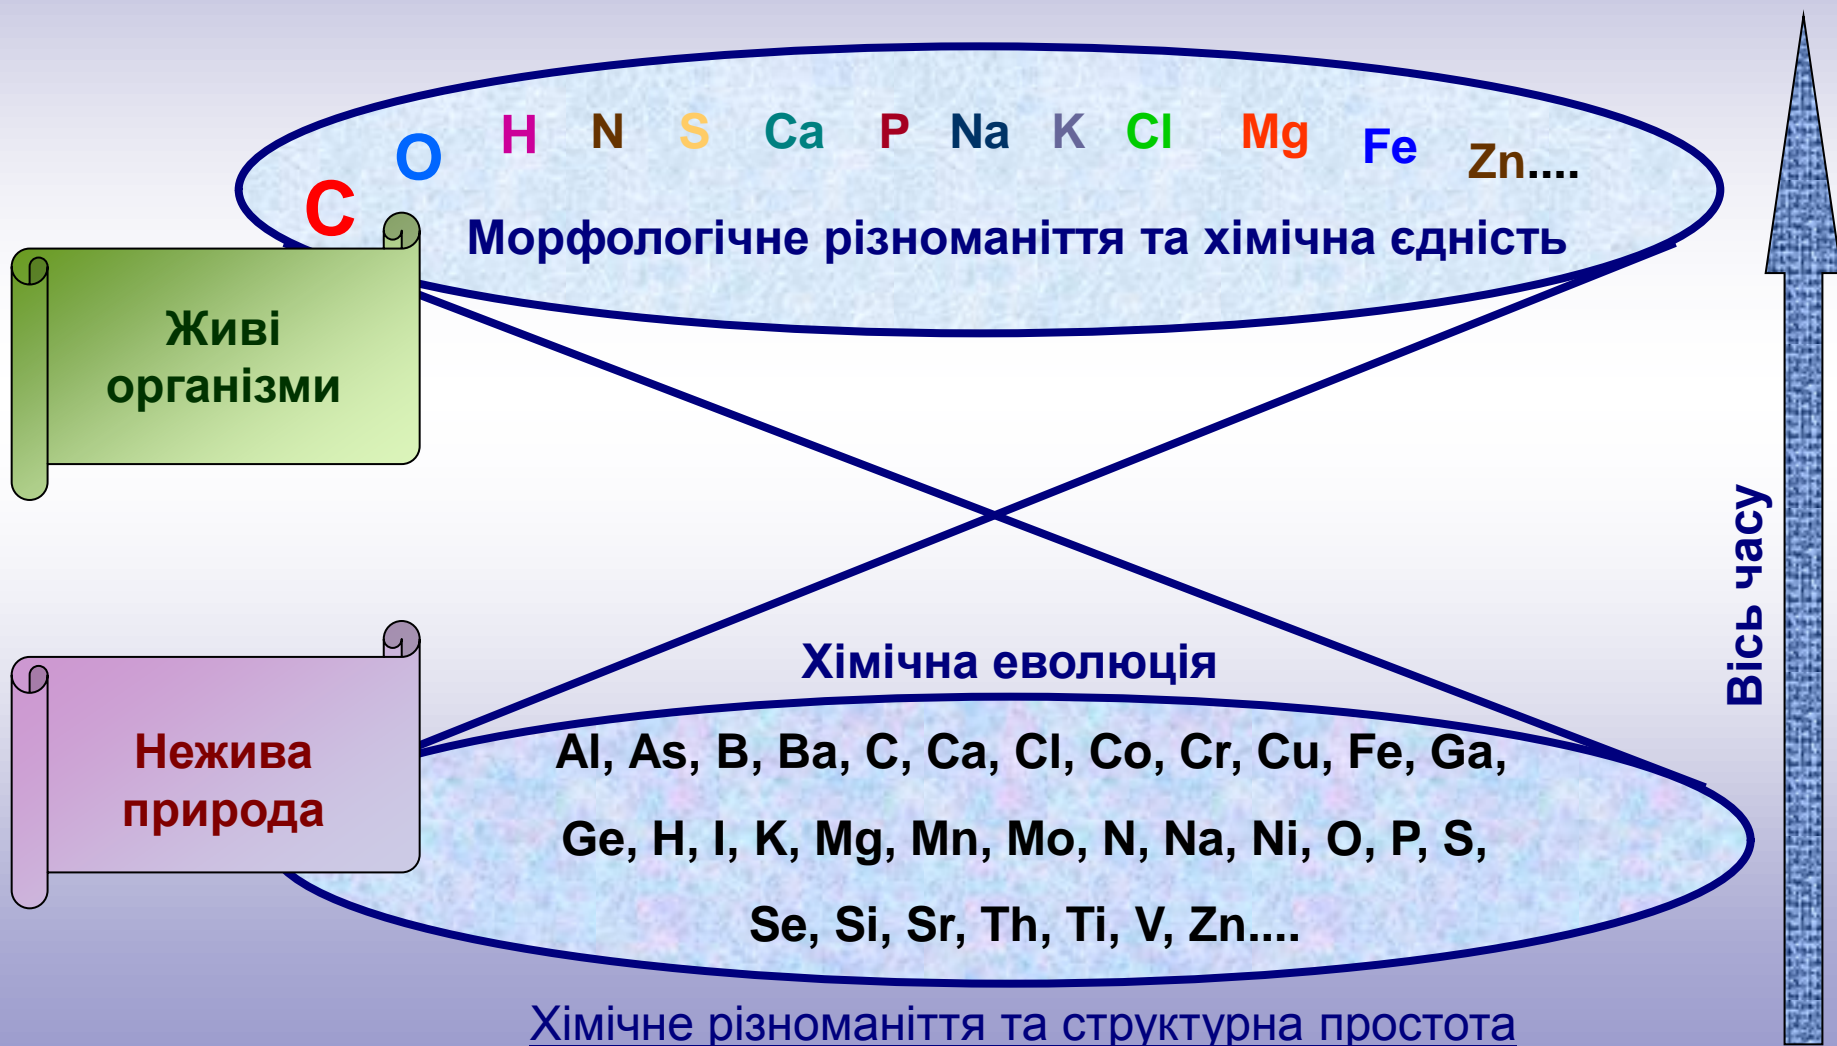 C O H N S Ca P Na K Cl Mg Fe Zn....
Морфологічне різноманіття та хімічна єдність
Живі
організми
Вісь часу
Хімічна еволюція
Нежива
природа
Al, As, B, Ba, C, Ca, Cl, Co, Cr, Cu, Fe, Ga,
Ge, H, I, K, Mg, Mn, Mo, N, Na, Ni, O, P, S,
Se, Si, Sr, Th, Ti, V, Zn....
Хімічне різноманіття та структурна простота